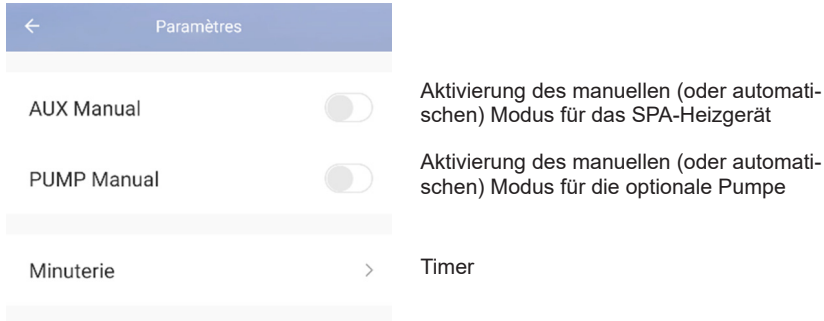 Paramètres
AUX Manual
Aktivierung des manuellen (oder automati-
schen) Modus für das SPA-Heizgerät
PUMP Manual
Aktivierung des manuellen (oder automati-
schen) Modus für die optionale Pumpe
Minuterie
Timer